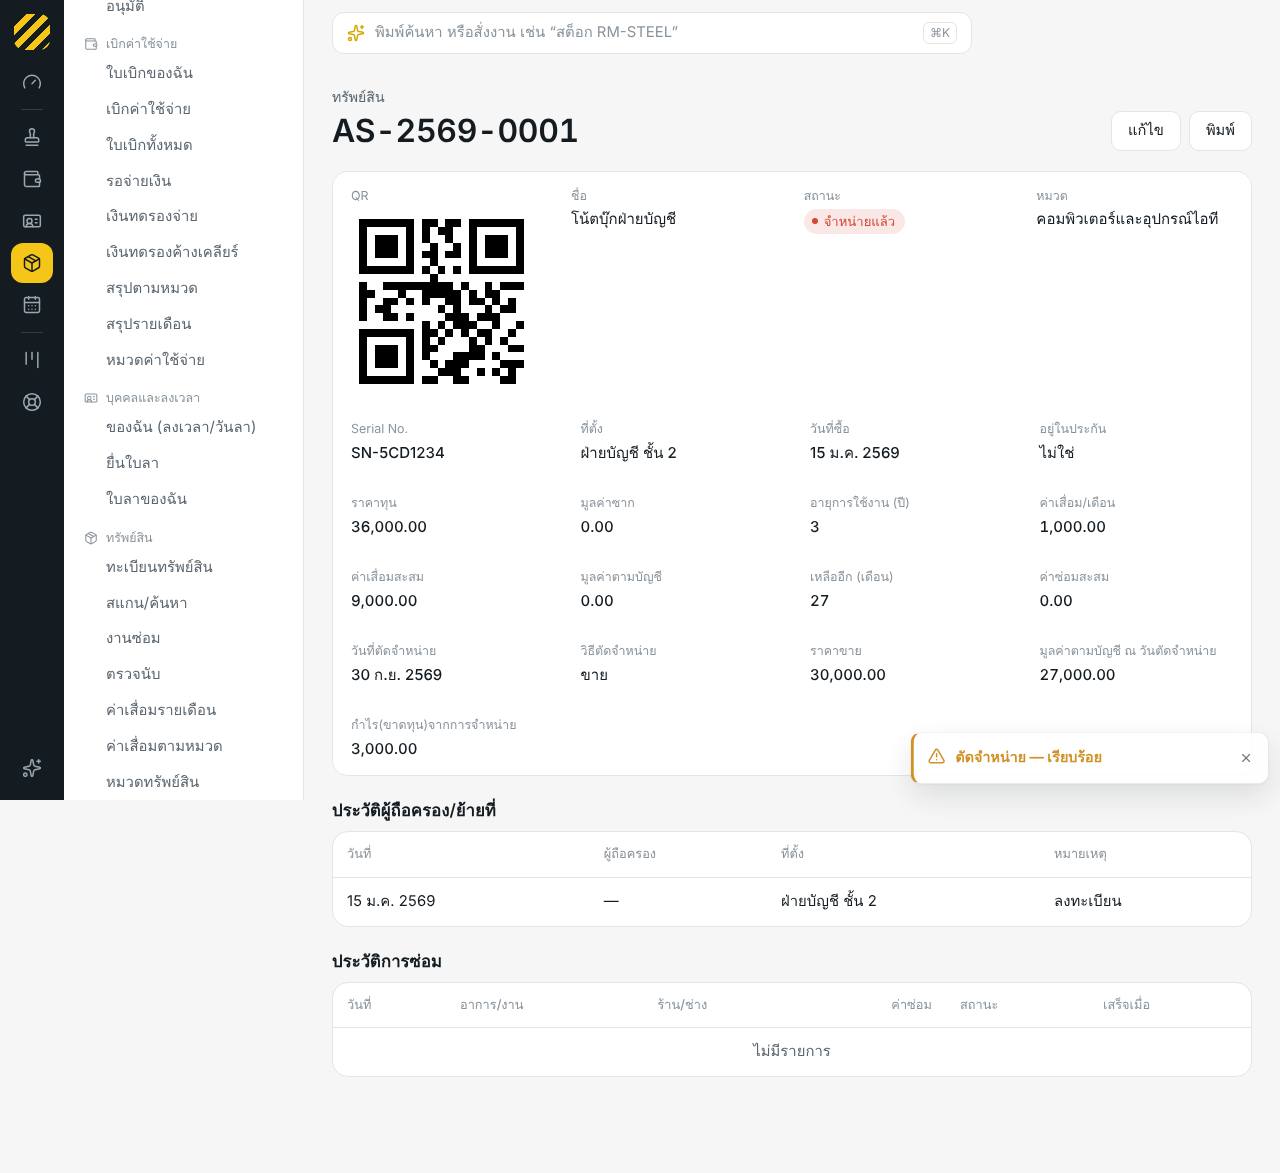 อนุมัติ
เบิกค่าใช้จ่าย
ใบเบิกของฉัน
เบิกค่าใช้จ่าย
ใบเบิกทั้งหมด
รอจ่ายเงิน
เงินทดรองจ่าย
เงินทดรองค้างเคลียร์
สรุปตามหมวด
สรุปรายเดือน
หมวดค่าใช้จ่าย
บุคคลและลงเวลา
ของฉัน (ลงเวลา/วันลา)
ยื่นใบลา
ใบลาของฉัน
ทรัพย์สิน
ทะเบียนทรัพย์สิน
สแกน/ค้นหา
งานซ่อม
ตรวจนับ
ค่าเสื่อมรายเดือน
ค่าเสื่อมตามหมวด
หมวดทรัพย์สิน
พิมพ์ค้นหา หรือสั่งงาน เช่น “สต็อก RM-STEEL” ⌘K
ทรัพย์สิน
AS-2569-0001
แก้ไข พิมพ์
QR ชื่อ สถานะ หมวด
โน้ตบุ๊กฝ่ายบัญชี จำหน่ายแล้ว คอมพิวเตอร์และอุปกรณ์ไอที
Serial No. ที่ตั้ง วันที่ซื้อ อยู่ในประกัน
SN-5CD1234 ฝ่ายบัญชี ชั้น 2 15 ม.ค. 2569 ไม่ใช่
ราคาทุน มูลค่าซาก อายุการใช้งาน (ปี) ค่าเสื่อม/เดือน
36,000.00 0.00 3 1,000.00
ค่าเสื่อมสะสม มูลค่าตามบัญชี เหลืออีก (เดือน) ค่าซ่อมสะสม
9,000.00 0.00 27 0.00
วันที่ตัดจำหน่าย วิธีตัดจำหน่าย ราคาขาย มูลค่าตามบัญชี ณ วันตัดจำหน่าย
30 ก.ย. 2569 ขาย 30,000.00 27,000.00
กำไร(ขาดทุน)จากการจำหน่าย
3,000.00
ตัดจำหน่าย — เรียบร้อย
ประวัติผู้ถือครอง/ย้ายที่
วันที่ ผู้ถือครอง ที่ตั้ง หมายเหตุ
15 ม.ค. 2569 — ฝ่ายบัญชี ชั้น 2 ลงทะเบียน
ประวัติการซ่อม
วันที่ อาการ/งาน ร้าน/ช่าง ค่าซ่อม สถานะ เสร็จเมื่อ
ไม่มีรายการ